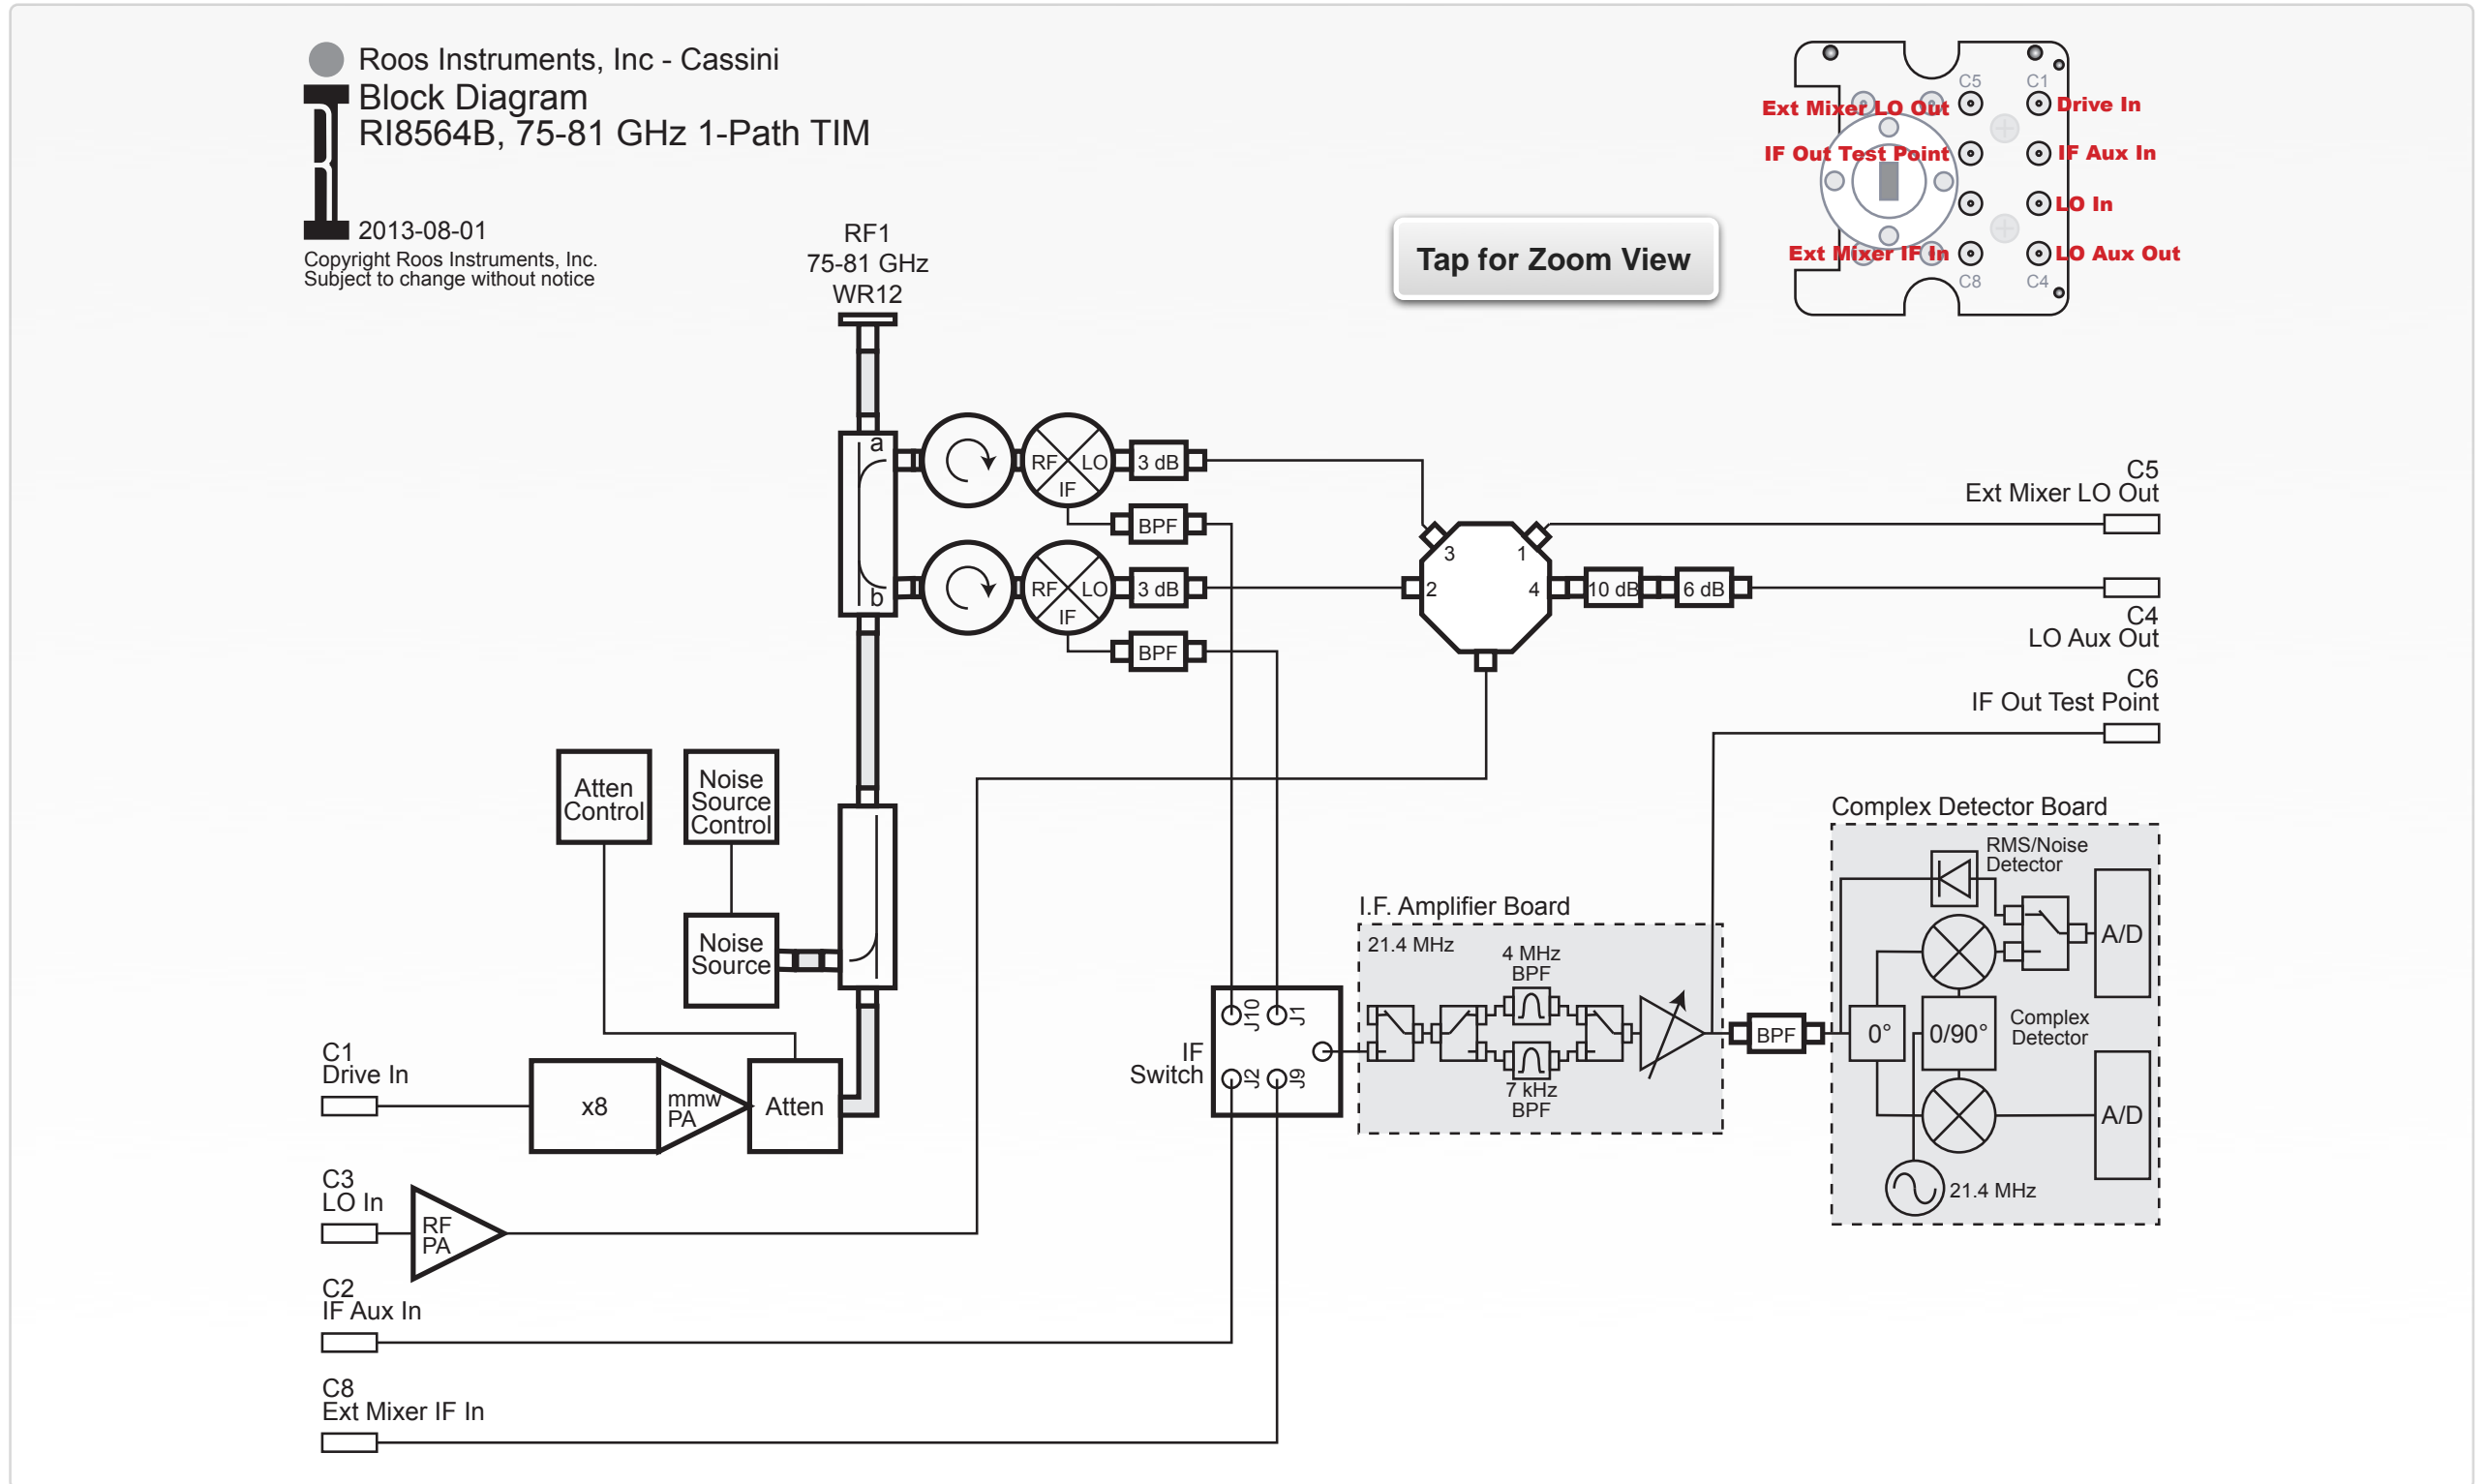 Roos Instruments, Inc - Cassini
Block Diagram
RI8564B, 75-81 GHz 1-Path TIM
2013-08-01
Copyright Roos Instruments, Inc.
Subject to change without notice
Tap for Zoom View
C5
C1
Ext Mixer LO Out
Drive In
IF Out Test Point
IF Aux In
LO In
Ext Mixer IF In
LO Aux Out
C8
C4
RF1
75-81 GHz
WR12
a
RF
LO
IF
3 dB
BPF
b
RF
LO
IF
3 dB
BPF
3
1
2
4
10 dB
6 dB
C5
Ext Mixer LO Out
C4
LO Aux Out
C6
IF Out Test Point
Atten
Control
Noise
Source
Control
Noise
Source
C1
Drive In
x8
mmw
PA
Atten
C3
LO In
RF
PA
C2
IF Aux In
C8
Ext Mixer IF In
IF
Switch
J10
J1
J2
J9
I.F. Amplifier Board
21.4 MHz
4 MHz
BPF
7 kHz
BPF
BPF
Complex Detector Board
RMS/Noise
Detector
A/D
0°
0/90°
Complex
Detector
A/D
21.4 MHz